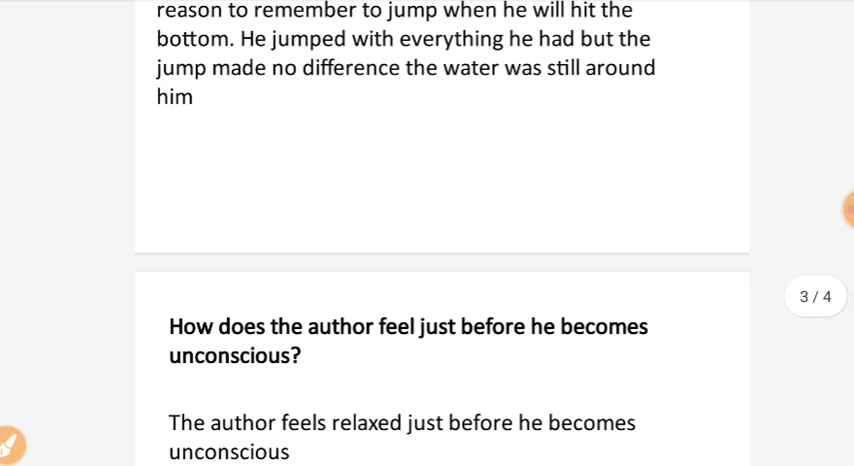 reason to remember to jump when he will hit the
bottom. He jumped with everything he had but the
jump made no difference the water was still around
him
3 / 4
How does the author feel just before he becomes
unconscious?
The author feels relaxed just before he becomes
unconscious